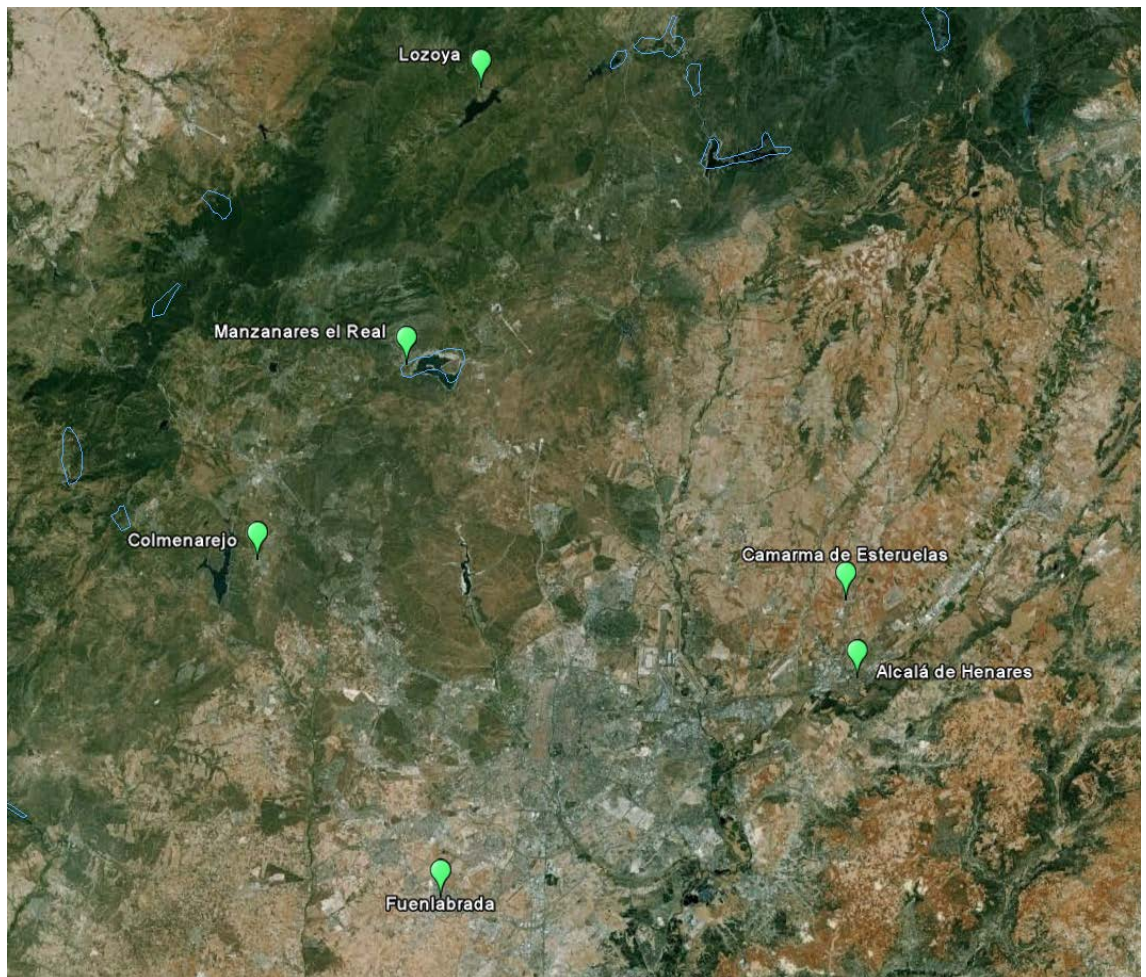 Lozoya
Manzanares el Real
Colmenarejo
Camarma de Esteruelas
Alcalá de Henares
Fuenlabrada